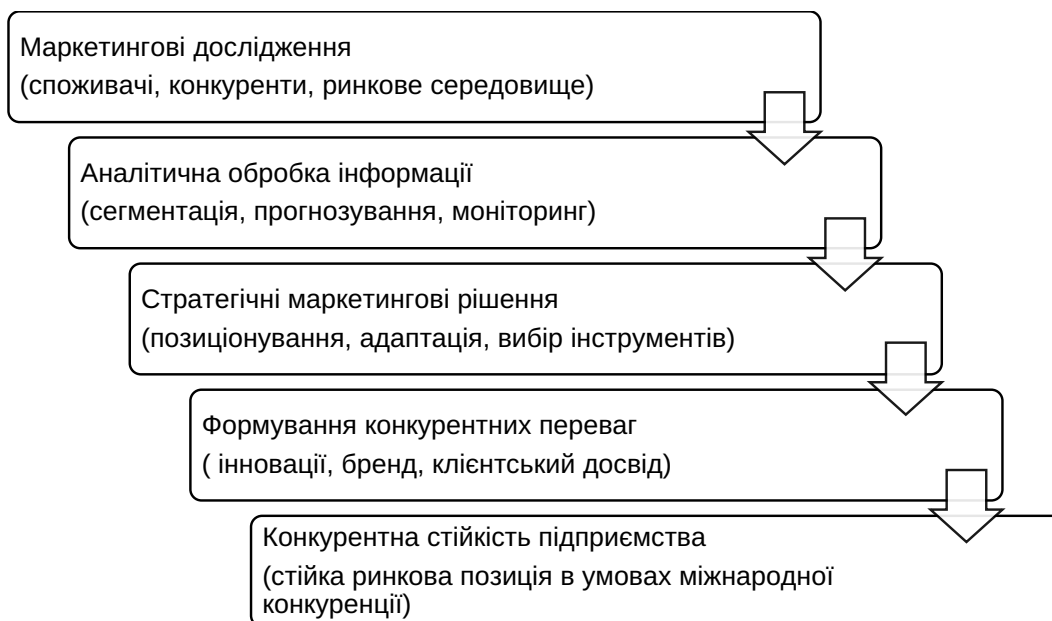 Маркетингові дослідження
(споживачі, конкуренти, ринкове середовище)
Аналітична обробка інформації
(сегментація, прогнозування, моніторинг)
Стратегічні маркетингові рішення
(позиціонування, адаптація, вибір інструментів)
Формування конкурентних переваг
( інновації, бренд, клієнтський досвід)
Конкурентна стійкість підприємства
(стійка ринкова позиція в умовах міжнародної
конкуренції)